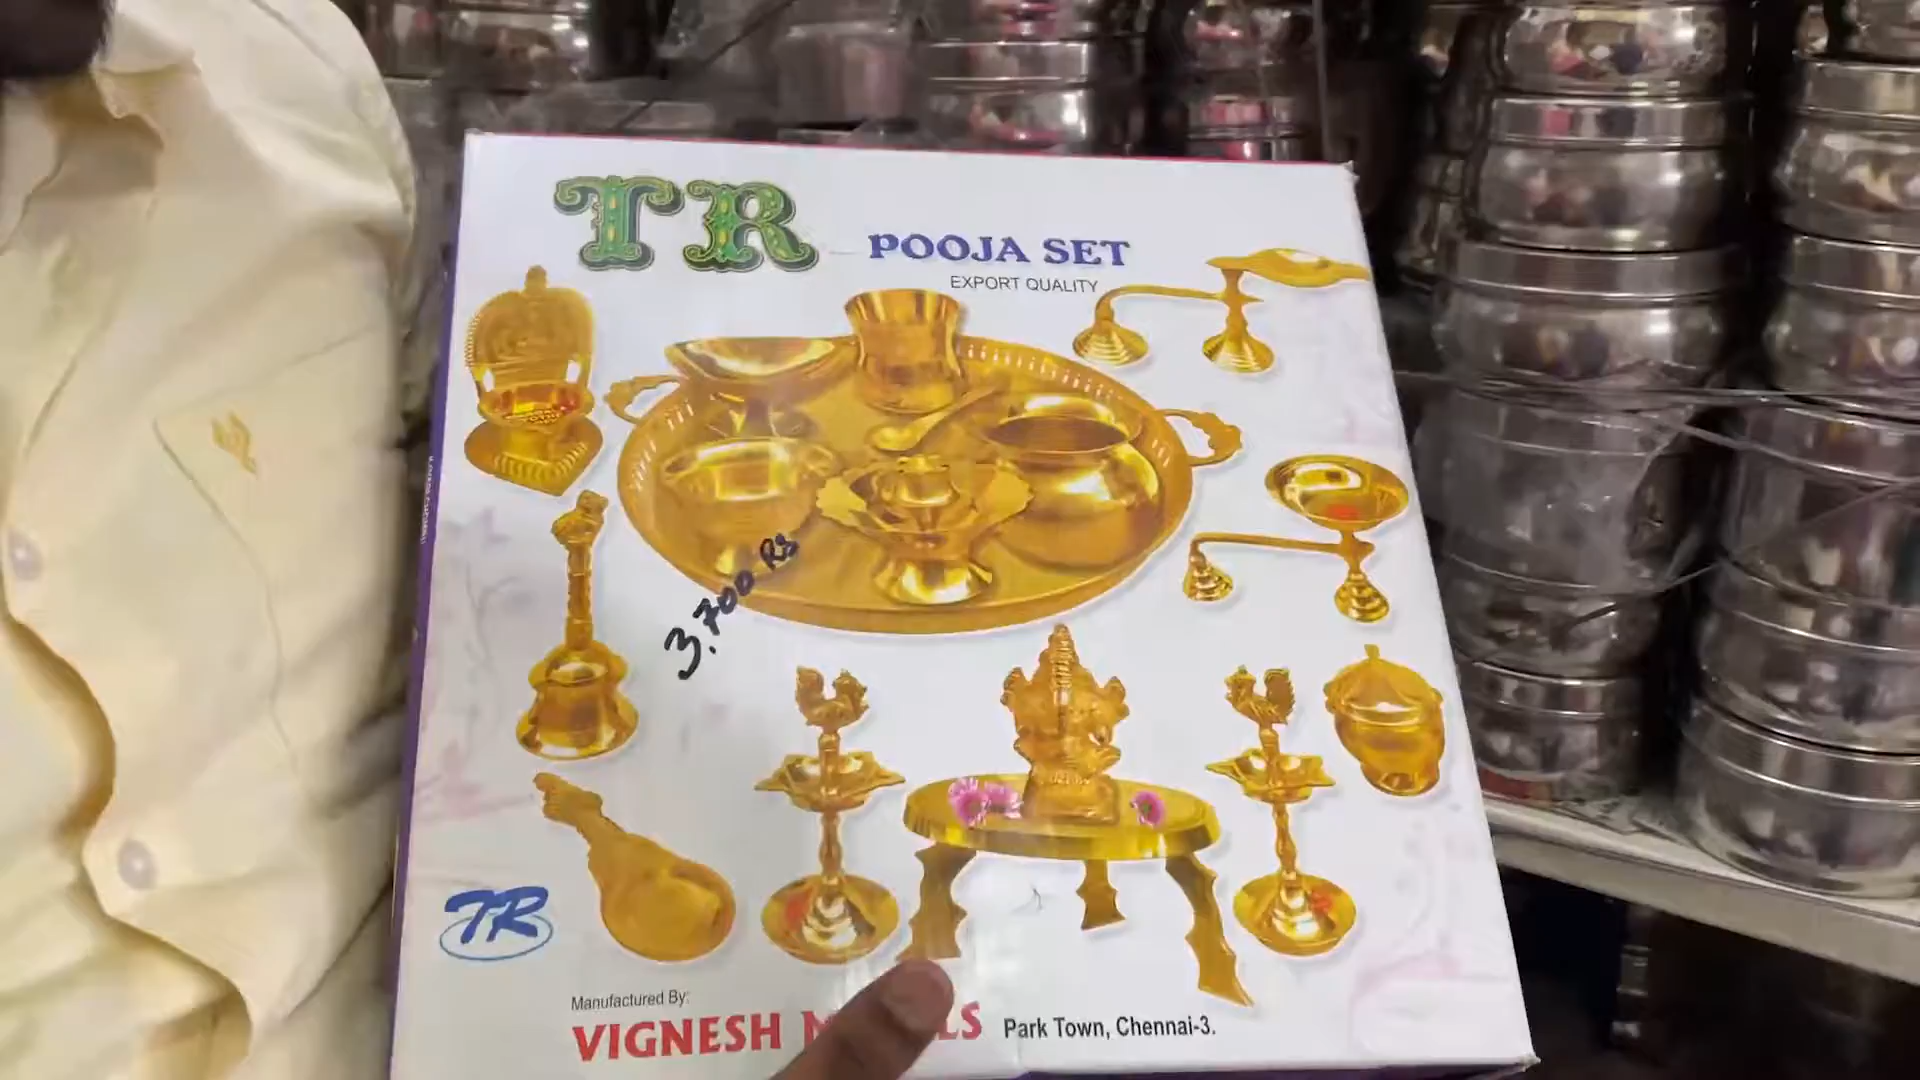 TR
POOJA SET
EXPORT QUALITY
3.700 Rs
TR
Manufactured By:
VIGNESH
Park Town, Chennai-3.